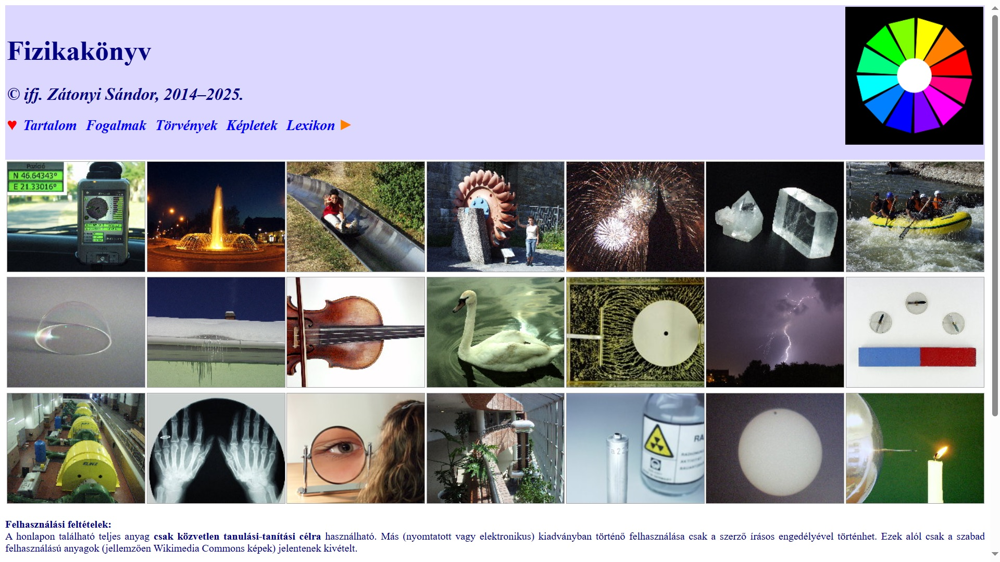 Fizikakönyv
© ifj. Zátonyi Sándor, 2014–2025.
♥ Tartalom Fogalmak Törvények Képletek Lexikon ►
Pozíció
N 46.64343°
E 21.33016°
a 22
RA
Felhasználási feltételek:
A honlapon található teljes anyag csak közvetlen tanulási-tanítási célra használható. Más (nyomtatott vagy elektronikus) kiadványban történő felhasználása csak a szerző írásos engedélyével történhet. Ezek alól csak a szabad
felhasználású anyagok (jellemzően Wikimedia Commons képek) jelentenek kivételt.